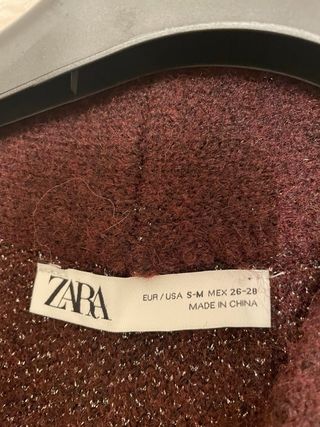 ZARA
EUR / USA S-M MEX 26-28
MADE IN CHINA